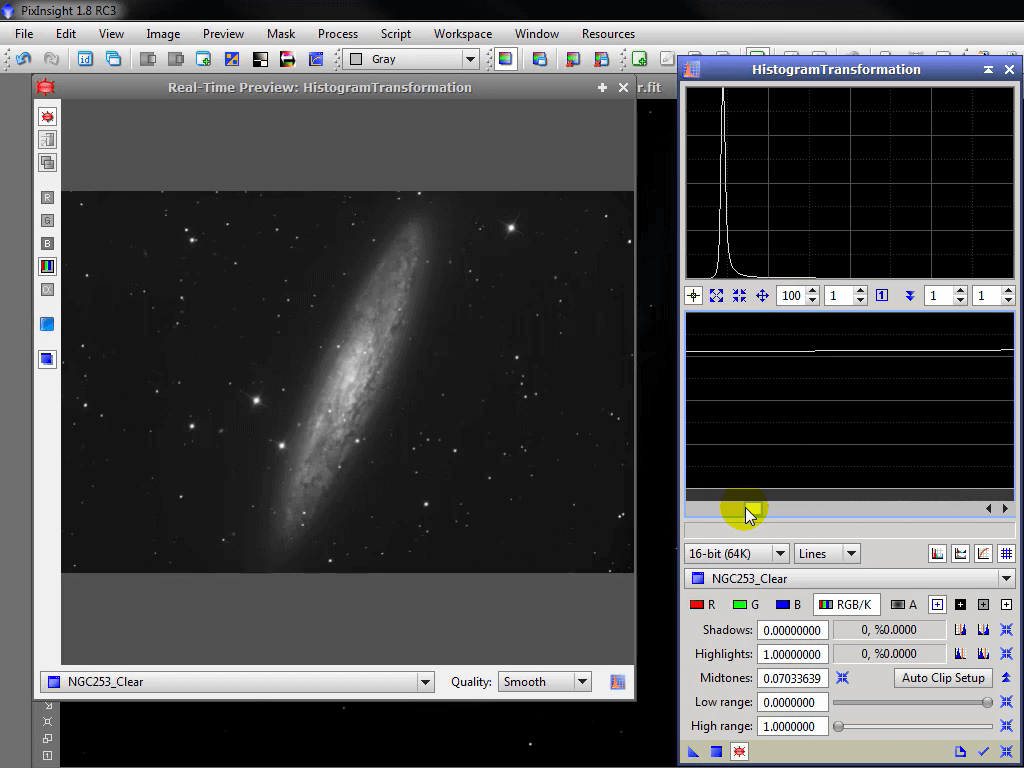 PixInsight 1.8 RC3
File Edit View Image Preview Mask Process Script Workspace Window Resources
Gray
Real-Time Preview: HistogramTransformation
r.fit
HistogramTransformation
R
G
B
α
100 1 1 1 1
16-bit (64K) Lines
NGC253_Clear
R G B RGB/K A
Shadows: 0.00000000 0, %0.0000
Highlights: 1.00000000 0, %0.0000
Midtones: 0.07033639 Auto Clip Setup
Low range: 0.0000000
High range: 1.0000000
NGC253_Clear Quality: Smooth
1